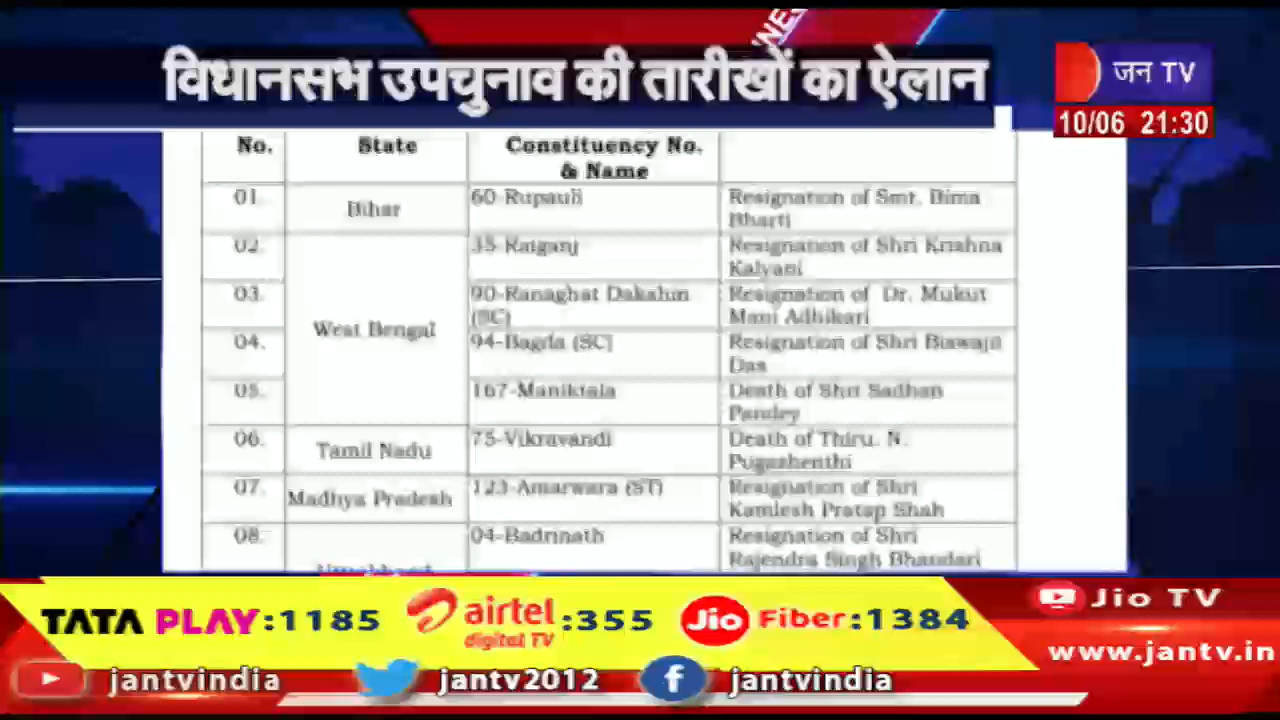 NEWS
विधानसभ उपचुनाव की तारीखों का ऐलान
जन TV
10/06 21:30
No. State Constituency No. & Name
01. Bihar 60-Rupauli Resignation of Smt. Bima Bharti
02. West Bengal 35-Raiganj Resignation of Shri Krishna Kalyani
03. 90-Ranaghat Dakshin (SC) Resignation of Dr. Mukut Mani Adhikari
04. 94-Bagda (SC) Resignation of Shri Biswajit Das
05. 167-Maniktala Death of Shri Sadhan Pandey
06. Tamil Nadu 75-Vikravandi Death of Thiru. N. Pugazhenthi
07. Madhya Pradesh 123-Amarwara (ST) Resignation of Shri Kamlesh Pratap Shah
08. 04-Badrinath Resignation of Shri Rajendra Singh Bhandari
TATA PLAY:1185 airtel digital TV :355 Jio Fiber:1384
Jio TV
www.jantv.in
jantvindia jantv2012 jantvindia